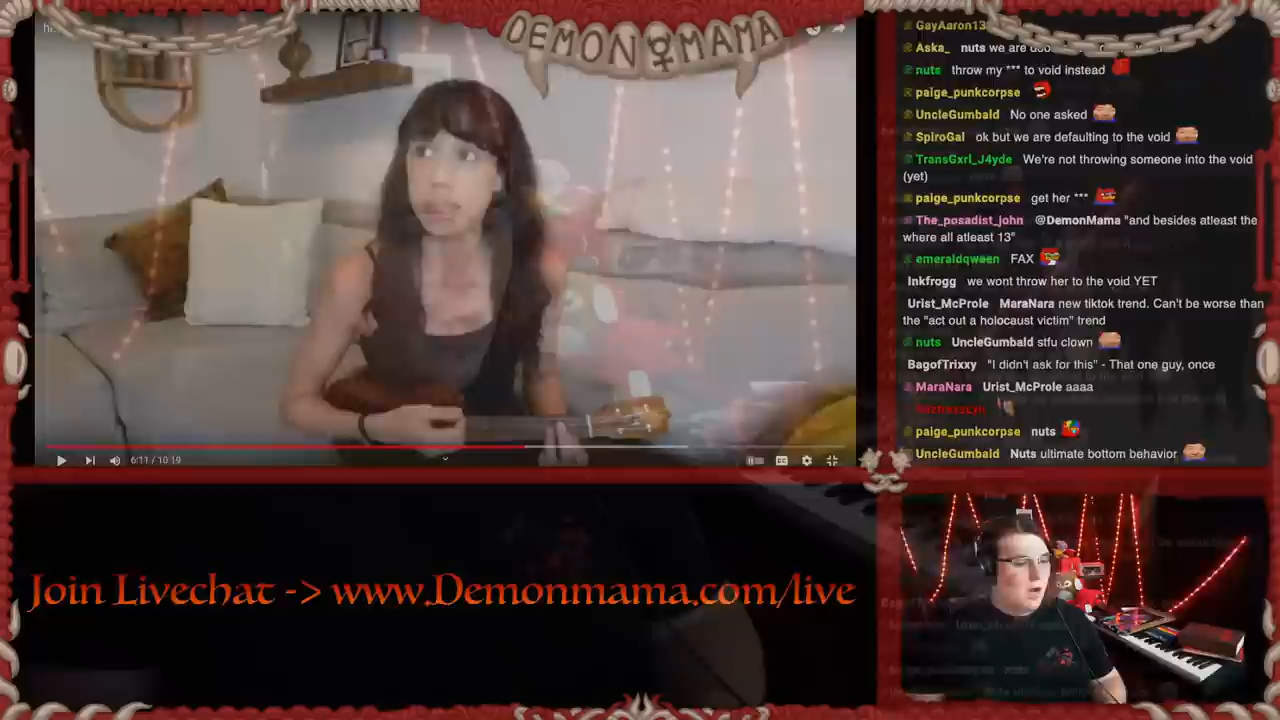 hi.
DEMON MAMA
6:11 / 10:19
GayAaron13
Aska_ nuts we are
nuts throw my *** to void instead
paige_punkcorpse
UncleGumbald No one asked
SpiroGal ok but we are defaulting to the void
TransGxrl_J4yde We're not throwing someone into the void
(yet)
paige_punkcorpse get her ***
The_posadist_john @DemonMama "and besides atleast the
where all atleast 13"
emeraldqween FAX
Inkfrogg we wont throw her to the void YET
Urist_McProle MaraNara new tiktok trend. Can't be worse than
the "act out a holocaust victim" trend
nuts UncleGumbald stfu clown
BagofTrixxy "I didn't ask for this" - That one guy, once
MaraNara Urist_McProle aaaa
paige_punkcorpse nuts
UncleGumbald Nuts ultimate bottom behavior
Join Livechat -> www.Demonmama.com/live